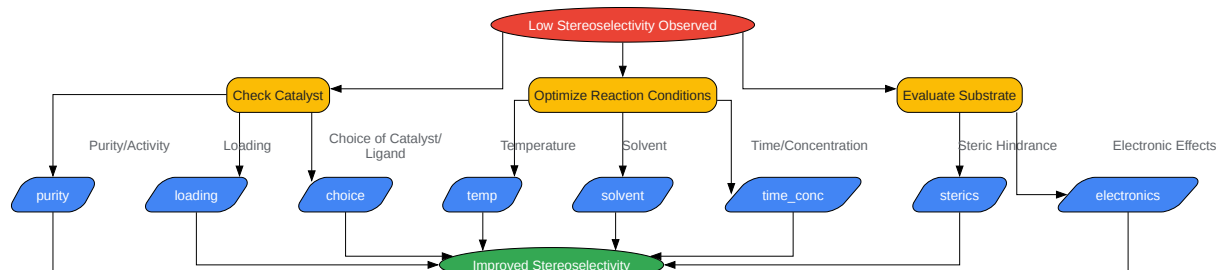 Low Stereoselectivity Observed
Check Catalyst
Optimize Reaction Conditions
Evaluate Substrate
Purity/Activity
Loading
Choice of Catalyst/
Ligand
Temperature
Solvent
Time/Concentration
Steric Hindrance
Electronic Effects
purity
loading
choice
temp
solvent
time_conc
sterics
electronics
Improved Stereoselectivity